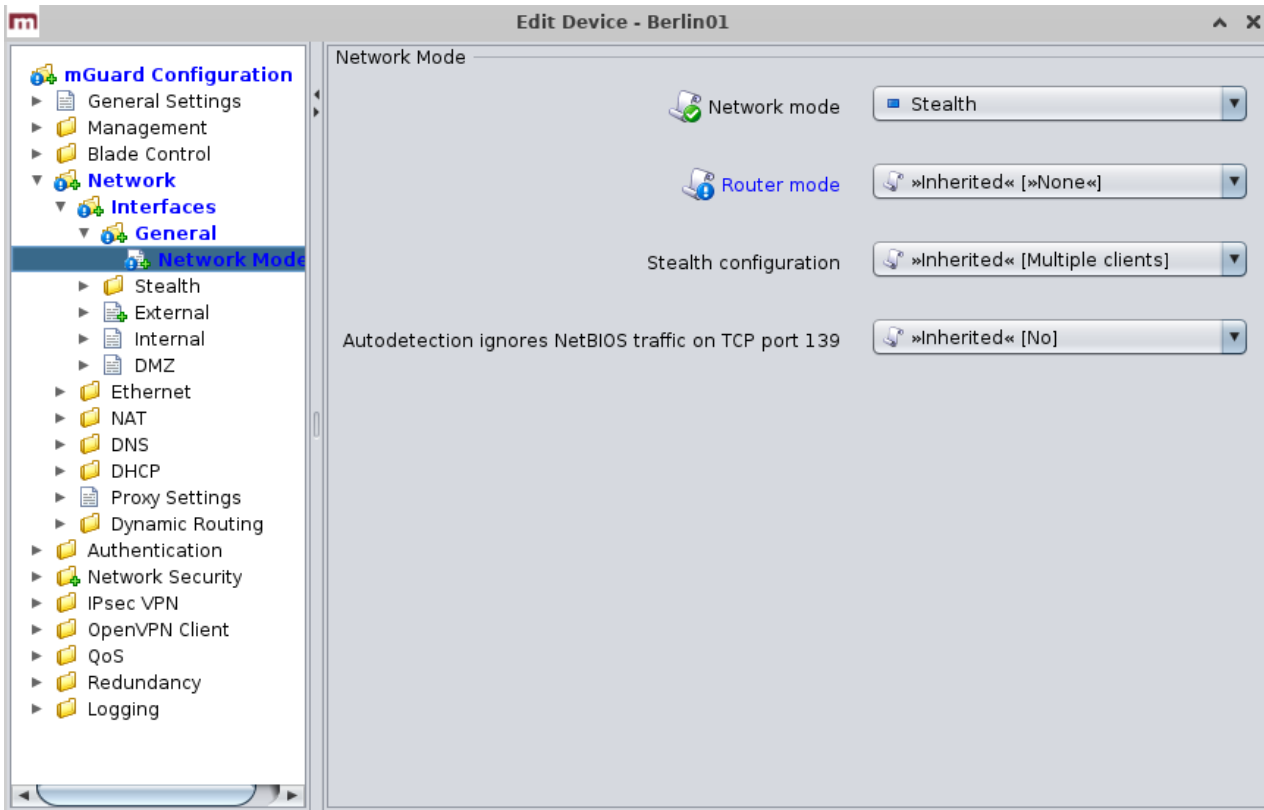 m
Edit Device - Berlin01
mGuard Configuration
General Settings
Management
Blade Control
Network
Interfaces
General
Network Mode
Stealth
External
Internal
DMZ
Ethernet
NAT
DNS
DHCP
Proxy Settings
Dynamic Routing
Authentication
Network Security
IPsec VPN
OpenVPN Client
QoS
Redundancy
Logging
Network Mode
Network mode
Stealth
Router mode
»Inherited« [»None«]
Stealth configuration
»Inherited« [Multiple clients]
Autodetection ignores NetBIOS traffic on TCP port 139
»Inherited« [No]